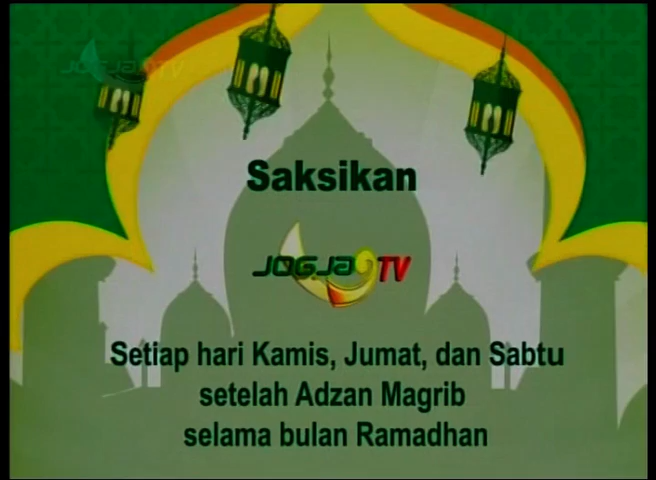 JOGJA TV
Saksikan
JOGJA TV
Setiap hari Kamis, Jumat, dan Sabtu
setelah Adzan Magrib
selama bulan Ramadhan